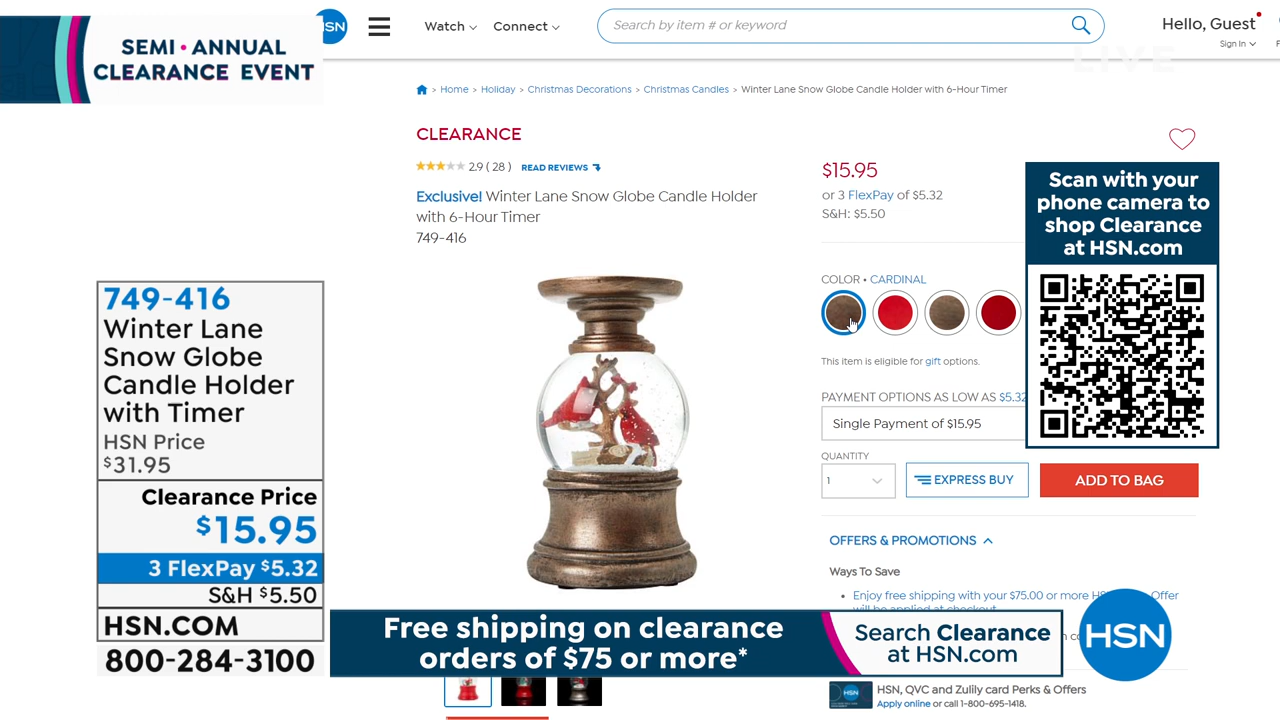 SEMI • ANNUAL
CLEARANCE EVENT
HSN
Watch
Connect
Search by item # or keyword
Hello, Guest
Sign In
LIVE
> Home > Holiday > Christmas Decorations > Christmas Candles > Winter Lane Snow Globe Candle Holder with 6-Hour Timer
CLEARANCE
2.9 ( 28 ) READ REVIEWS
Exclusive! Winter Lane Snow Globe Candle Holder
with 6-Hour Timer
749-416
$15.95
or 3 FlexPay of $5.32
S&H: $5.50
COLOR • CARDINAL
This item is eligible for gift options.
PAYMENT OPTIONS AS LOW AS $5.32
Single Payment of $15.95
QUANTITY
1
EXPRESS BUY
ADD TO BAG
OFFERS & PROMOTIONS
Ways To Save
• Enjoy free shipping with your $75.00 or more Offer
will be applied at checkout
HSN, QVC and Zulily card Perks & Offers
Apply online or call 1-800-695-1418.
Scan with your
phone camera to
shop Clearance
at HSN.com
749-416
Winter Lane
Snow Globe
Candle Holder
with Timer
HSN Price
$31.95
Clearance Price
$15.95
3 FlexPay $5.32
S&H $5.50
HSN.COM
800-284-3100
Free shipping on clearance
orders of $75 or more*
Search Clearance
at HSN.com
HSN